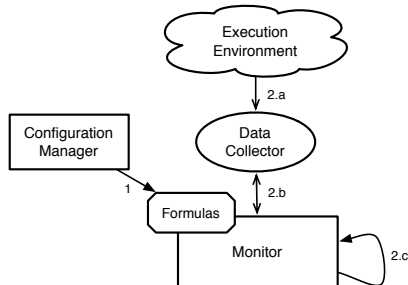 Execution
Environment
2.a
Configuration
Manager
Data
Collector
1
2.b
Formulas
Monitor
2.c